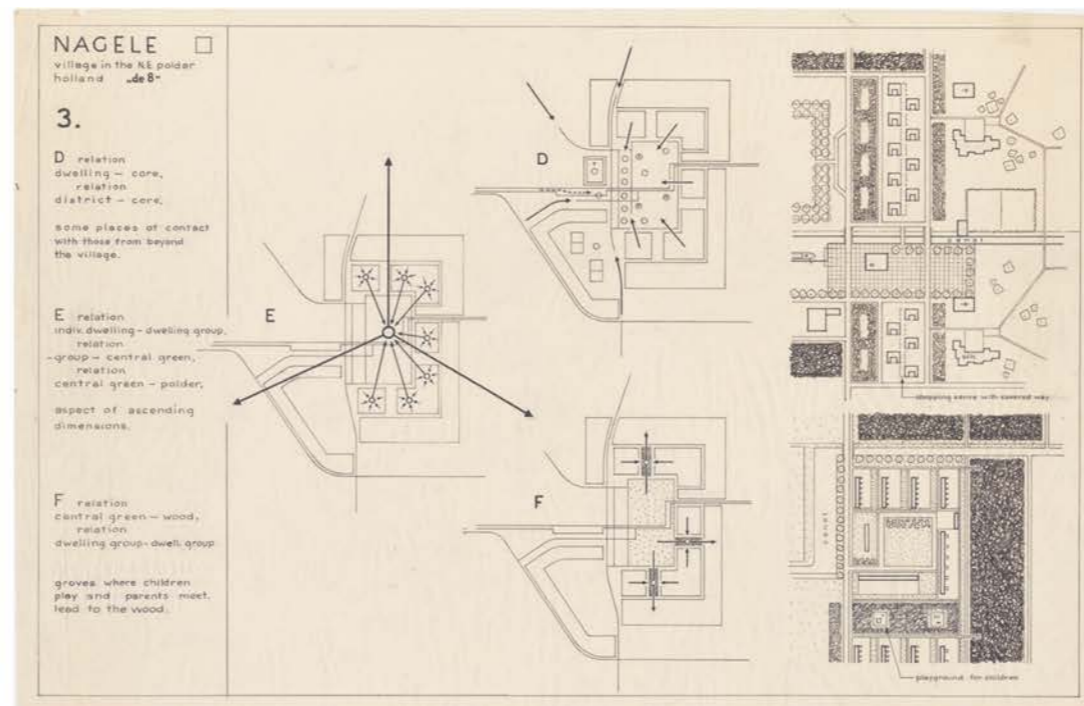 NAGELE
village in the N.E. polder
holland „de 8"
3.
D relation
dwelling – core,
relation
district – core,
some places of contact
with those from beyond
the village.
E relation
indiv. dwelling – dwelling group,
relation
-group – central green,
relation
central green – polder,
aspect of ascending
dimensions.
F relation
central green – wood,
relation
dwelling group – dwell. group
groves where children
play and parents meet,
lead to the wood.
E
D
F
canal
shopping centre with covered way
canal
playground for children